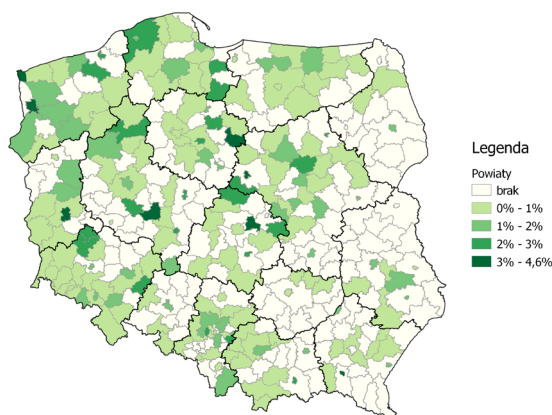 Legenda
Powiaty
brak
0% - 1%
1% - 2%
2% - 3%
3% - 4,6%